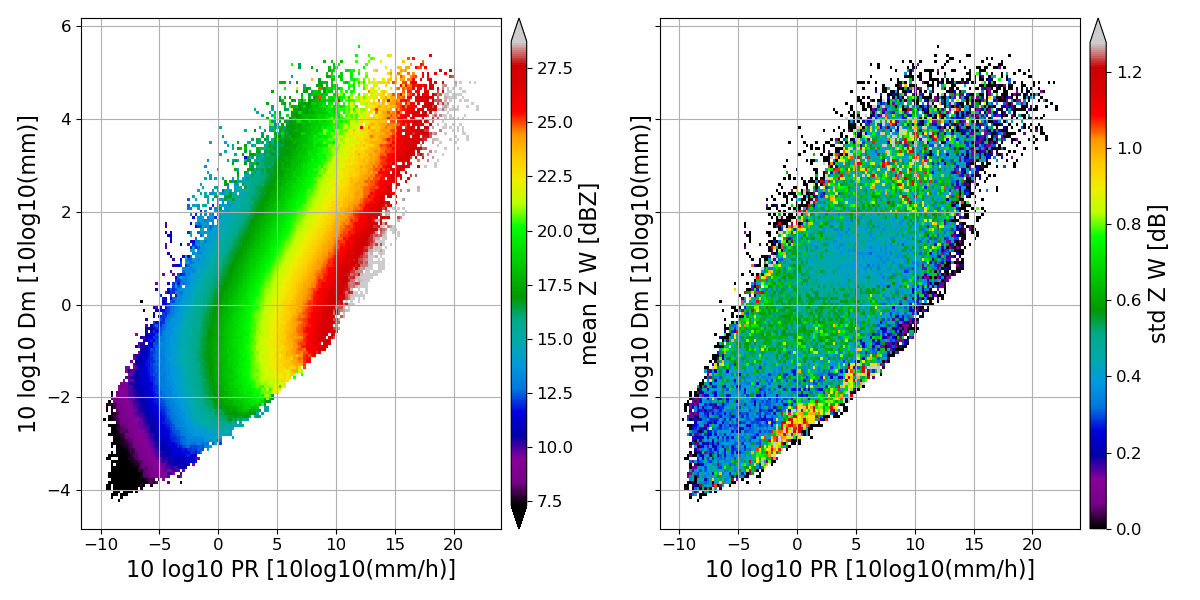 6
4
2
0
−2
−4
10 log10 Dm [10log10(mm)]
−10 −5 0 5 10 15 20
10 log10 PR [10log10(mm/h)]
27.5
25.0
22.5
20.0
17.5
15.0
12.5
10.0
7.5
mean Z W [dBZ]
10 log10 Dm [10log10(mm)]
−10 −5 0 5 10 15 20
10 log10 PR [10log10(mm/h)]
1.2
1.0
0.8
0.6
0.4
0.2
0.0
std Z W [dB]